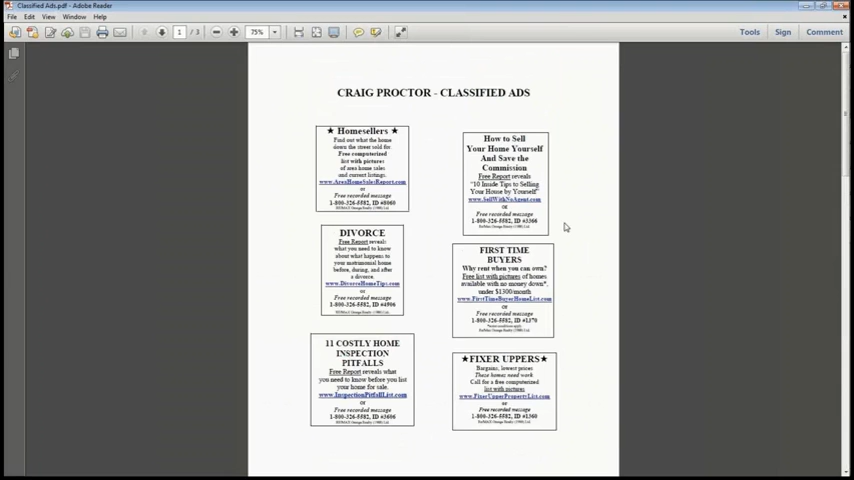 Classified Ads.pdf - Adobe Reader
File Edit View Window Help
1 / 3 75% Tools Sign Comment
CRAIG PROCTOR - CLASSIFIED ADS
★ Homesellers ★
Find out what the home
down the street sold for.
Free computerized
list with pictures
of area home sales
and current listings.
www.AreaHomeSalesReport.com
or
Free recorded message
1-800-326-5582, ID #8060
How to Sell
Your Home Yourself
And Save the
Commission
Free Report reveals
"10 Inside Tips to Selling
Your House by Yourself"
www.SellWithNoAgent.com
or
Free recorded message
1-800-326-5582, ID #3366
DIVORCE
Free Report reveals
what you need to know
about what happens to
your matrimonial home
before, during, and after
a divorce.
www.DivorceHomeTips.com
or
Free recorded message
1-800-326-5582, ID #4906
FIRST TIME
BUYERS
Why rent when you can own?
Free list with pictures of homes
available with no money down*,
under $1300/month
www.FirstTimeBuyerHomeList.com
or
Free recorded message
1-800-326-5582, ID #1370
11 COSTLY HOME
INSPECTION
PITFALLS
Free Report reveals what
you need to know before you list
your home for sale.
www.InspectionPitfallList.com
or
Free recorded message
1-800-326-5582, ID #3606
★FIXER UPPERS★
Bargains, lowest prices
These homes need work
Call for a free computerized
list with pictures
www.FixerUpperPropertyList.com
or
Free recorded message
1-800-326-5582, ID #1360